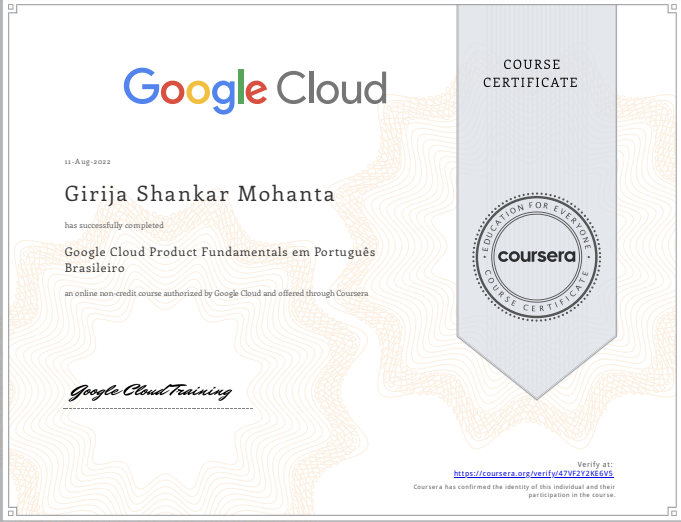 COURSE
CERTIFICATE
Google Cloud
11-Aug-2022
Girija Shankar Mohanta
has successfully completed
Google Cloud Product Fundamentals em Português
Brasileiro
an online non-credit course authorized by Google Cloud and offered through Coursera
EDUCATION FOR EVERYONE
coursera
COURSE CERTIFICATE
Google Cloud Training
Verify at:
https://coursera.org/verify/47VF2Y2KE6V5
Coursera has confirmed the identity of this individual and their
participation in the course.